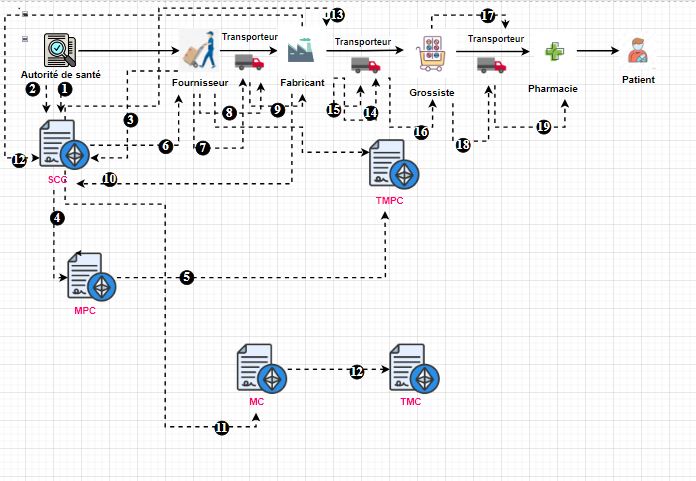 13
17
Transporteur
Transporteur
Transporteur
Autorité de santé
Fournisseur
Fabricant
Grossiste
Pharmacie
Patient
2
1
3
8
9
15
14
16
19
6
7
18
12
10
SCC
TMPC
4
5
MPC
12
MC
TMC
11